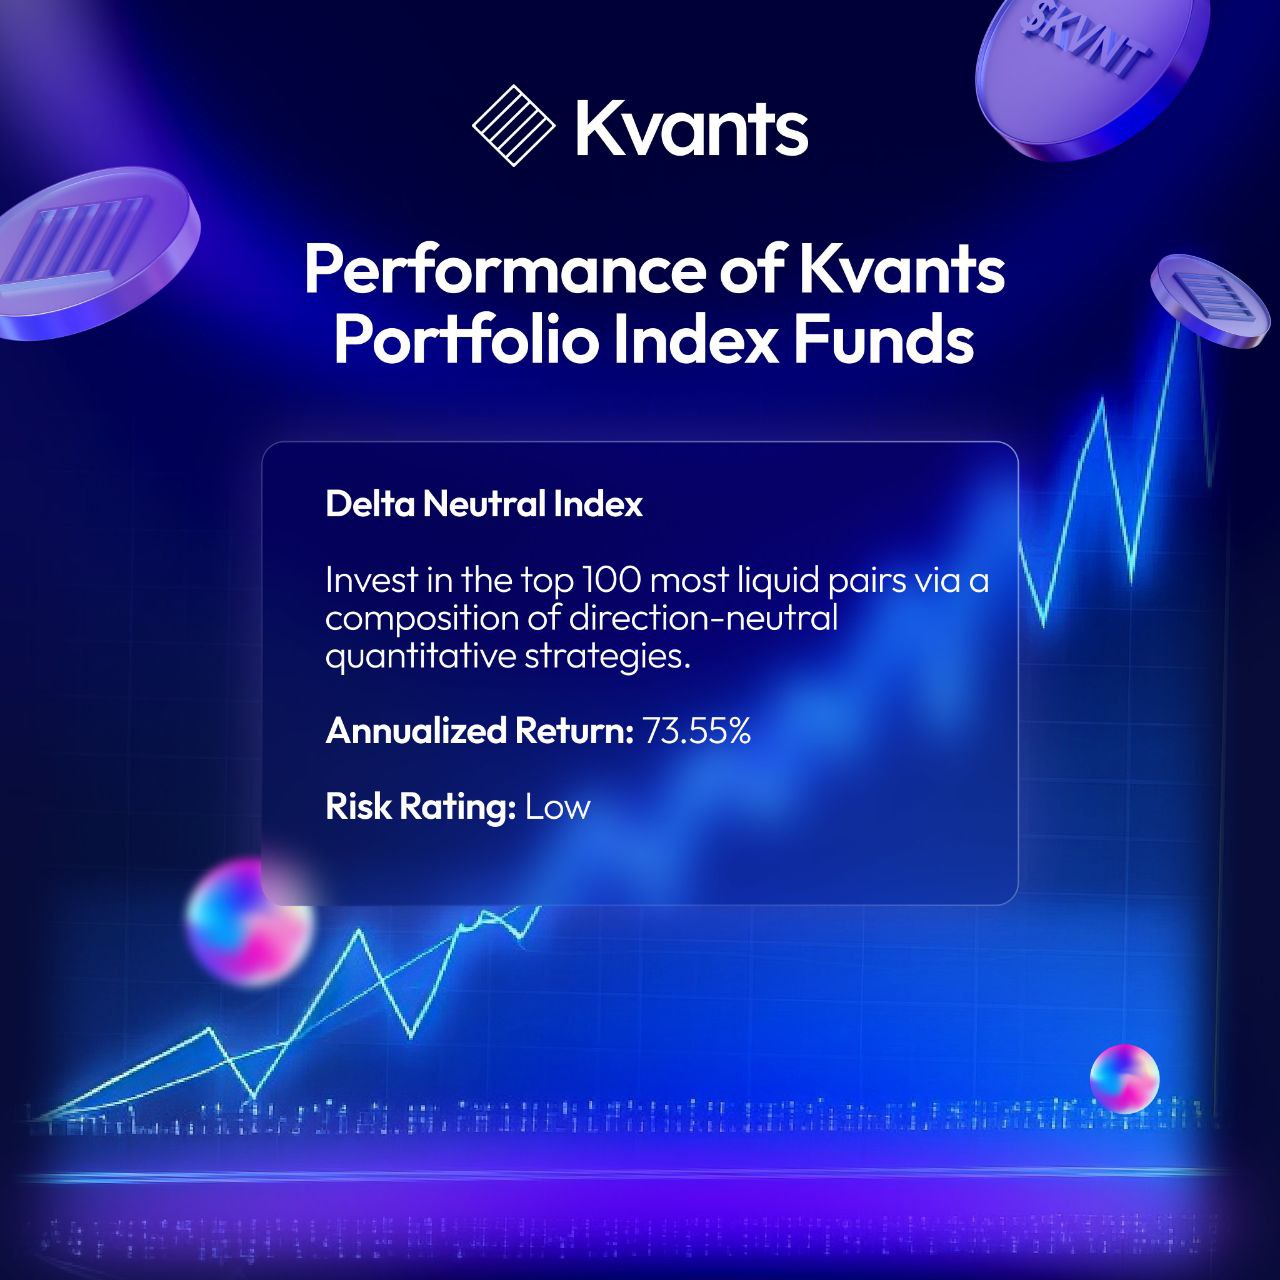 $KVNT
Kvants
Performance of Kvants
Portfolio Index Funds
Delta Neutral Index
Invest in the top 100 most liquid pairs via a
composition of direction-neutral
quantitative strategies.
Annualized Return: 73.55%
Risk Rating: Low